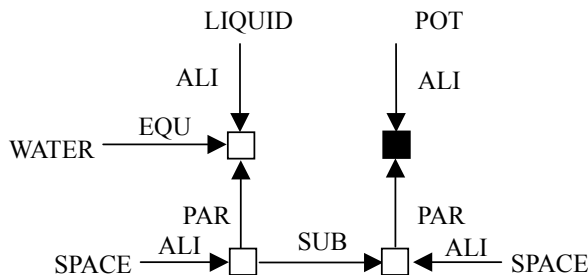 LIQUID POT
ALI ALI
EQU
WATER
PAR PAR
ALI SUB ALI
SPACE SPACE